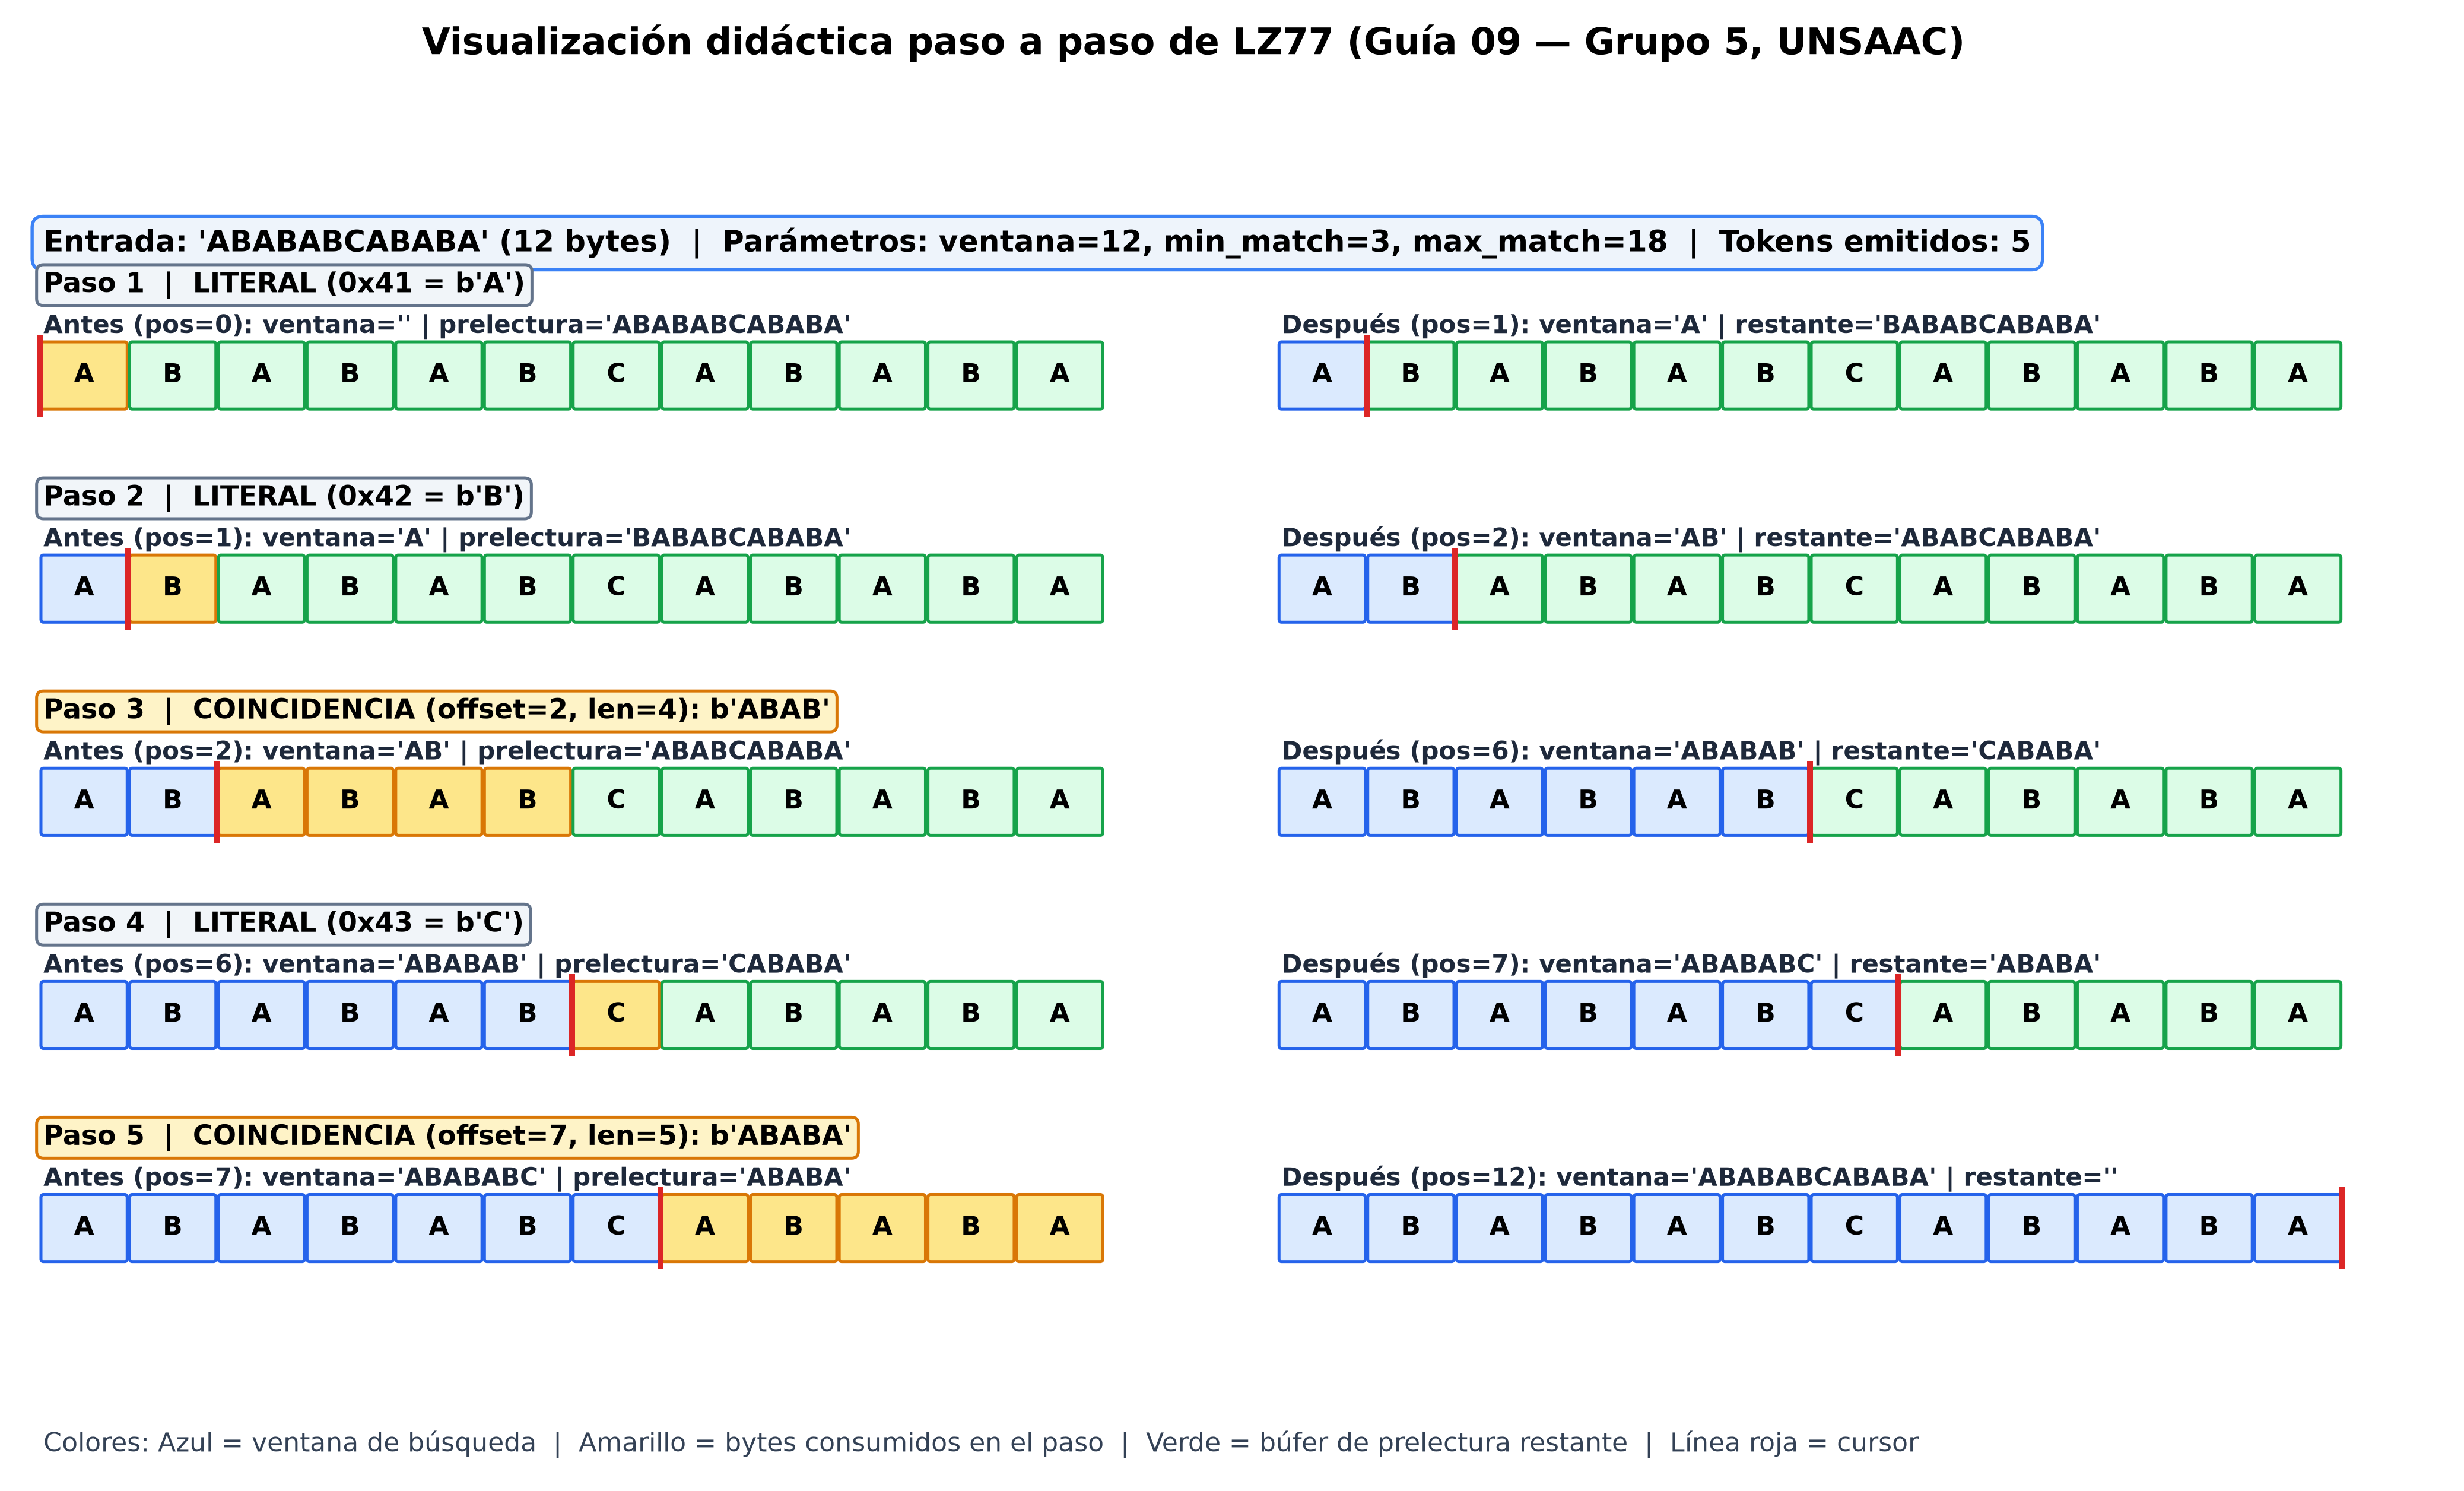 Visualización didáctica paso a paso de LZ77 (Guía 09 — Grupo 5, UNSAAC)
Entrada: 'ABABABCABABA' (12 bytes) | Parámetros: ventana=12, min_match=3, max_match=18 | Tokens emitidos: 5
Paso 1 | LITERAL (0x41 = b'A')
Antes (pos=0): ventana='' | prelectura='ABABABCABABA'
A B A B A B C A B A B A
Después (pos=1): ventana='A' | restante='BABABCABABA'
A B A B A B C A B A B A
Paso 2 | LITERAL (0x42 = b'B')
Antes (pos=1): ventana='A' | prelectura='BABABCABABA'
A B A B A B C A B A B A
Después (pos=2): ventana='AB' | restante='ABABCABABA'
A B A B A B C A B A B A
Paso 3 | COINCIDENCIA (offset=2, len=4): b'ABAB'
Antes (pos=2): ventana='AB' | prelectura='ABABCABABA'
A B A B A B C A B A B A
Después (pos=6): ventana='ABABAB' | restante='CABABA'
A B A B A B C A B A B A
Paso 4 | LITERAL (0x43 = b'C')
Antes (pos=6): ventana='ABABAB' | prelectura='CABABA'
A B A B A B C A B A B A
Después (pos=7): ventana='ABABABC' | restante='ABABA'
A B A B A B C A B A B A
Paso 5 | COINCIDENCIA (offset=7, len=5): b'ABABA'
Antes (pos=7): ventana='ABABABC' | prelectura='ABABA'
A B A B A B C A B A B A
Después (pos=12): ventana='ABABABCABABA' | restante=''
A B A B A B C A B A B A
Colores: Azul = ventana de búsqueda | Amarillo = bytes consumidos en el paso | Verde = búfer de prelectura restante | Línea roja = cursor